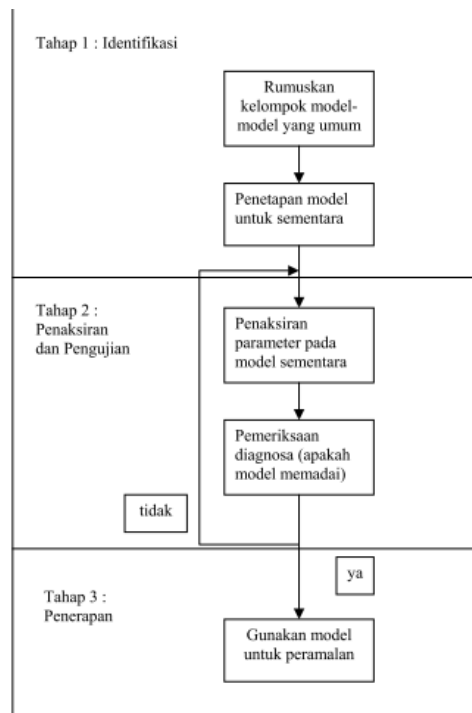 Tahap 1 : Identifikasi
Rumuskan
kelompok model-
model yang umum
Penetapan model
untuk sementara
Tahap 2 :
Penaksiran
dan Pengujian
Penaksiran
parameter pada
model sementara
Pemeriksaan
diagnosa (apakah
model memadai)
tidak
ya
Tahap 3 :
Penerapan
Gunakan model
untuk peramalan